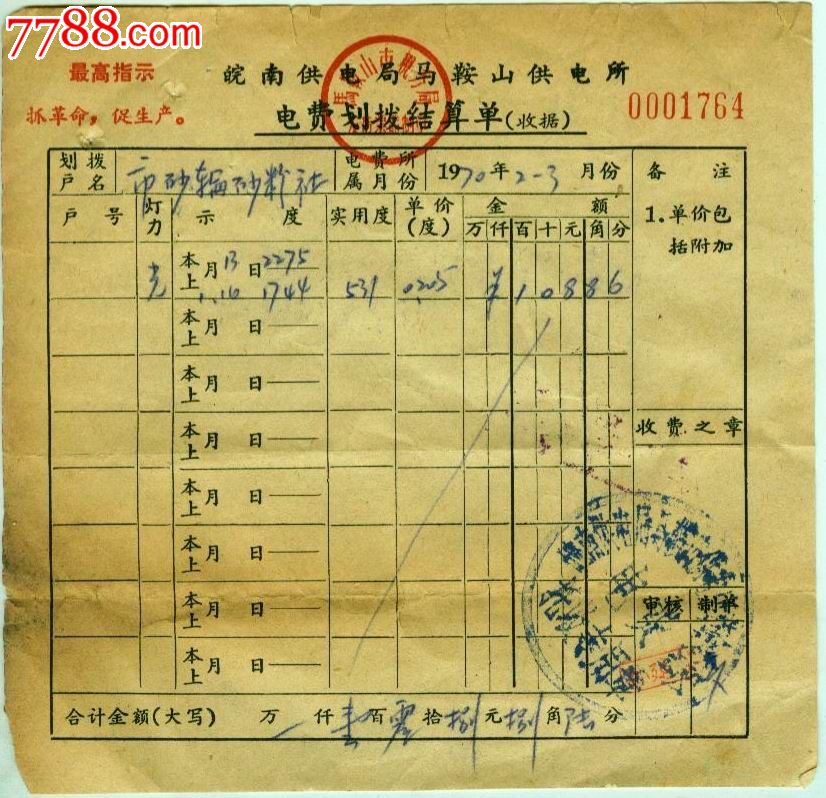 7788.com
最高指示
抓革命，促生产。
皖南供电局马鞍山供电所
电费划拨结算单(收据)
0001764
划拨户名 市砂轮砂粉社 电费所属月份 1970年2-3月份 备注
户号 灯力 示度 实用度 单价(度) 金额 万仟百十元角分
1.单价包括附加
光 本月13日2275
上 1.16 1744 531 0.205 ¥10886
本上月 日
本上月 日
本上月 日
收费之章
本上月 日
本上月 日
本上月 日
审核 制单
本上月 日
合计金额(大写) 万仟壹百零拾捌元捌角陆分